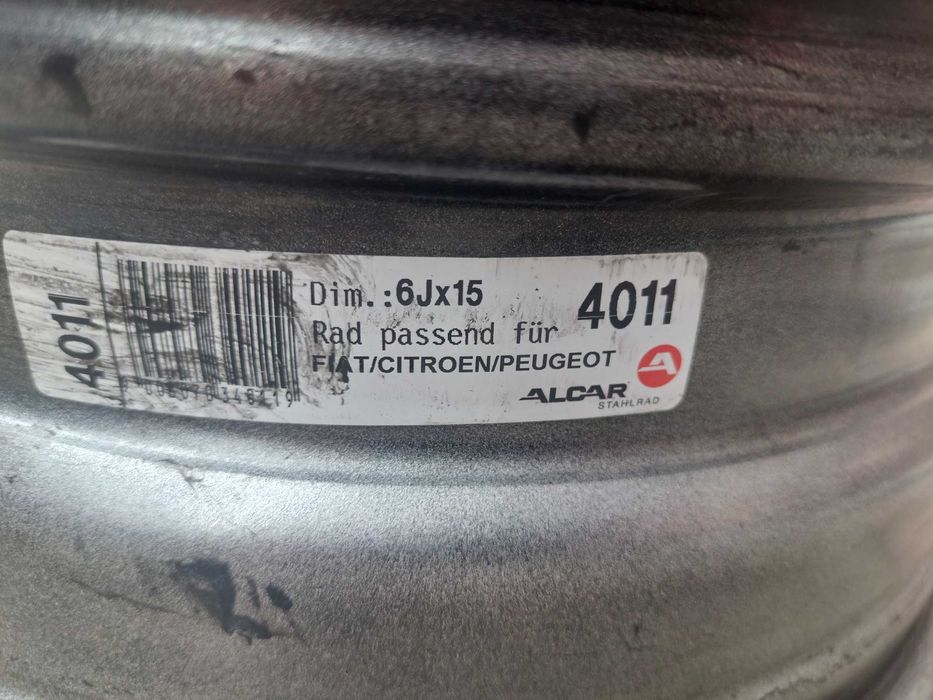 4011
Dim.:6Jx15
4011
Rad passend für
FIAT/CITROEN/PEUGEOT
ALCAR
STAHLRAD
A